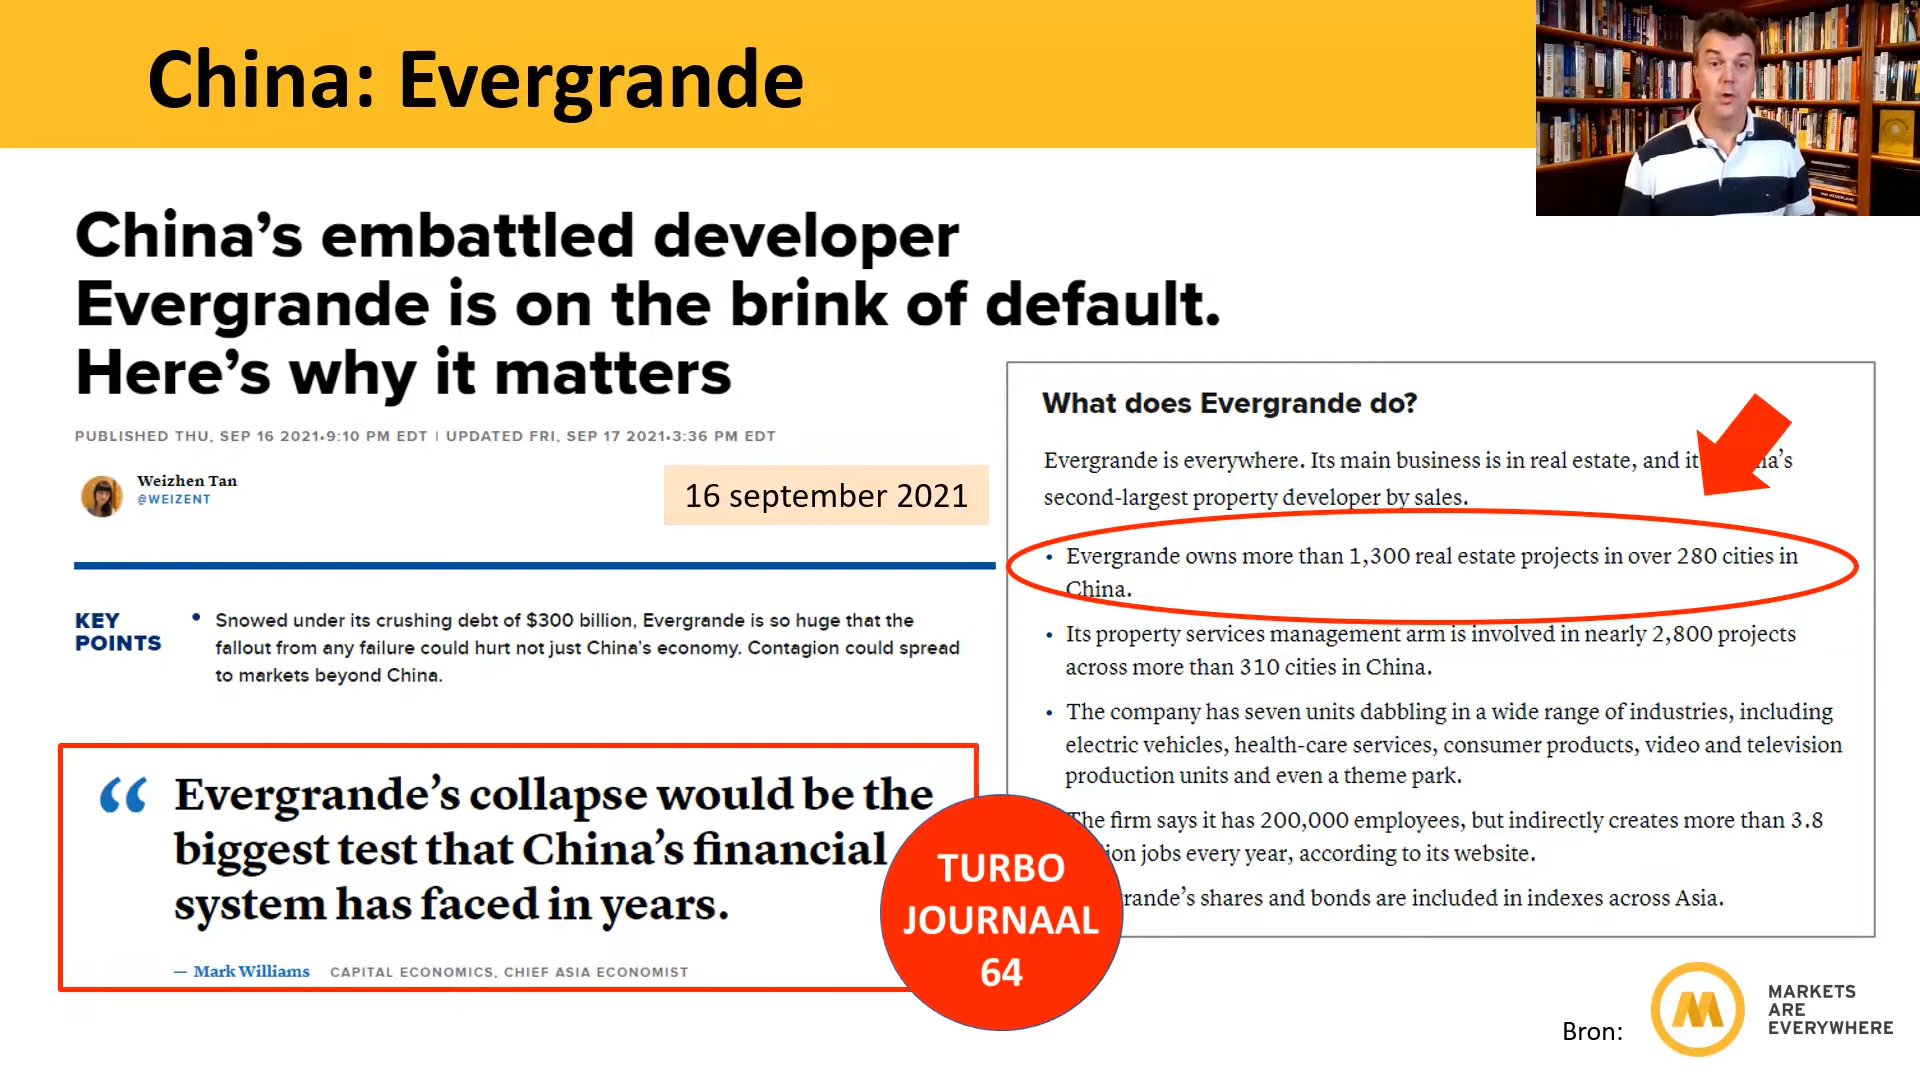 China: Evergrande
China's embattled developer
Evergrande is on the brink of default.
Here's why it matters
PUBLISHED THU, SEP 16 2021•9:10 PM EDT | UPDATED FRI, SEP 17 2021•3:36 PM EDT
Weizhen Tan
@WEIZENT
16 september 2021
KEY
POINTS
• Snowed under its crushing debt of $300 billion, Evergrande is so huge that the
fallout from any failure could hurt not just China's economy. Contagion could spread
to markets beyond China.
“ Evergrande's collapse would be the
biggest test that China's financial
system has faced in years.
— Mark Williams CAPITAL ECONOMICS, CHIEF ASIA ECONOMIST
What does Evergrande do?
Evergrande is everywhere. Its main business is in real estate, and it
second-largest property developer by sales.
• Evergrande owns more than 1,300 real estate projects in over 280 cities in
China.
• Its property services management arm is involved in nearly 2,800 projects
across more than 310 cities in China.
• The company has seven units dabbling in a wide range of industries, including
electric vehicles, health-care services, consumer products, video and television
production units and even a theme park.
The firm says it has 200,000 employees, but indirectly creates more than 3.8
jobs every year, according to its website.
shares and bonds are included in indexes across Asia.
TURBO
JOURNAAL
64
Bron:
MARKETS
ARE
EVERYWHERE